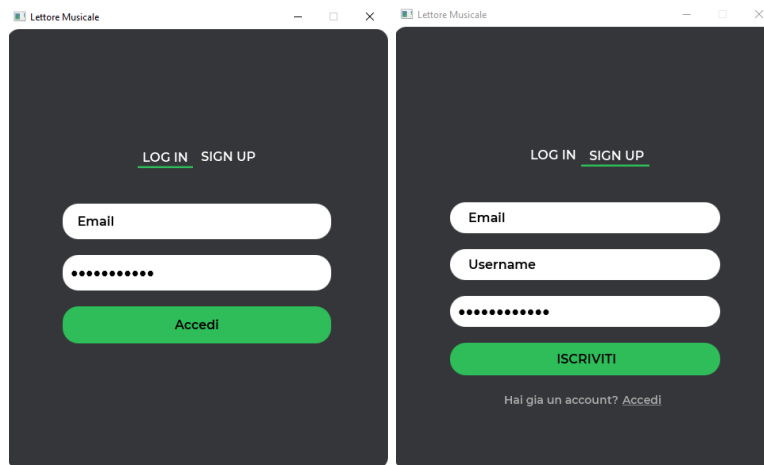 Lettore Musicale
LOG IN SIGN UP
Email
•••••••••••
Accedi
Lettore Musicale
LOG IN SIGN UP
Email
Username
••••••••••••
ISCRIVITI
Hai gia un account? Accedi